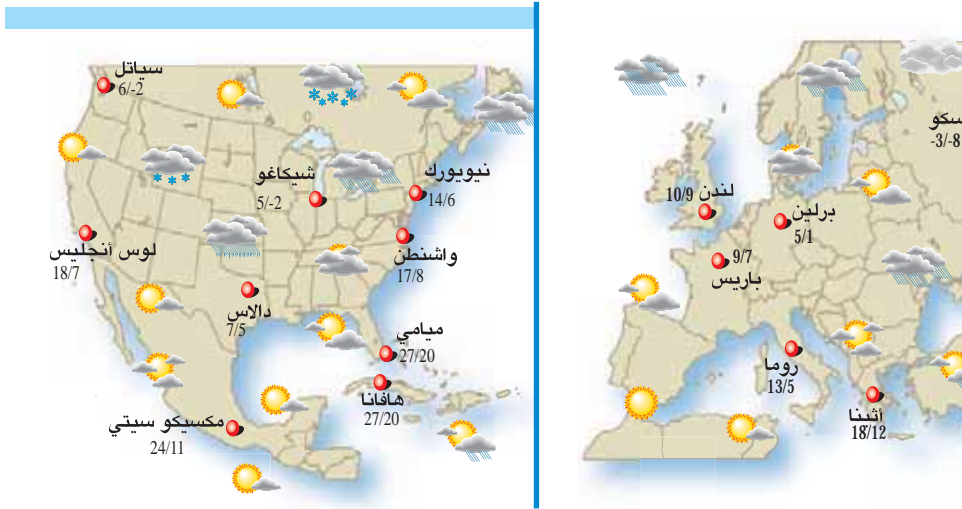 سياتل
6/-2
شيكاغو
5/-2
نيويورك
14/6
لوس أنجليس
18/7
واشنطن
17/8
دالاس
7/5
ميامي
27/20
هافانا
27/20
مكسيكو سيتي
24/11
سكو
-3/-8
لندن 10/9
برلين
5/1
9/7
باريس
روما
13/5
أثينا
18/12